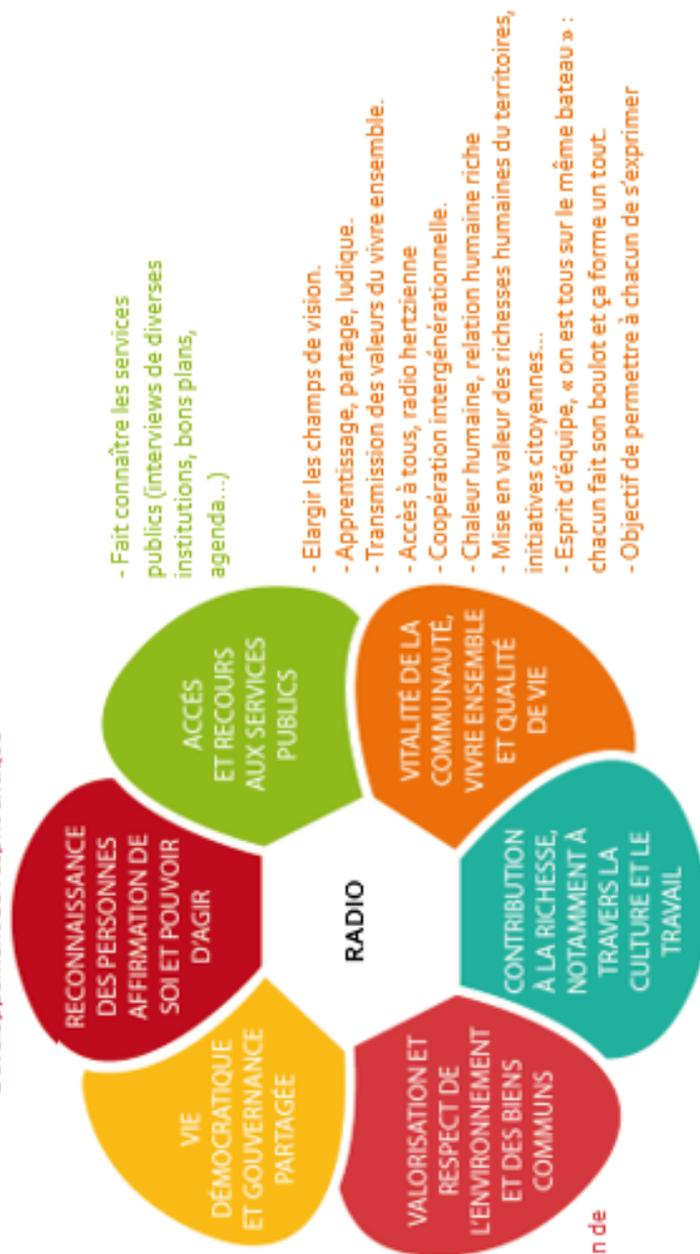 RECONNAISSANCE
DES PERSONNES
AFFIRMATION DE
SOI ET POUVOIR
D'AGIR
ACCÉS
ET RECOURS
AUX SERVICES
PUBLICS
- Fait connaître les services
publics (interviews de diverses
institutions, bons plans,
agenda...)
VIE
DÉMOCRATIQUE
ET GOUVERNANCE
PARTAGÉE
RADIO
VITALITÉ DE LA
COMMUNAUTÉ,
VIVRE ENSEMBLE
ET QUALITÉ
DE VIE
- Elargir les champs de vision.
- Apprentissage, partage, ludique.
- Transmission des valeurs du vivre ensemble.
- Accès à tous, radio hertzienne
- Coopération intergénérationnelle.
- Chaleur humaine, relation humaine riche
- Mise en valeur des richesses humaines du territoires,
initiatives citoyennes...
- Esprit d'équipe, « on est tous sur le même bateau » :
chacun fait son boulot et ça forme un tout.
- Objectif de permettre à chacun de s'exprimer
VALORISATION ET
RESPECT DE
L'ENVIRONNEMENT
ET DES BIENS
COMMUNS
CONTRIBUTION
À LA RICHESSE,
NOTAMMENT À
TRAVERS LA
CULTURE ET LE
TRAVAIL
n de